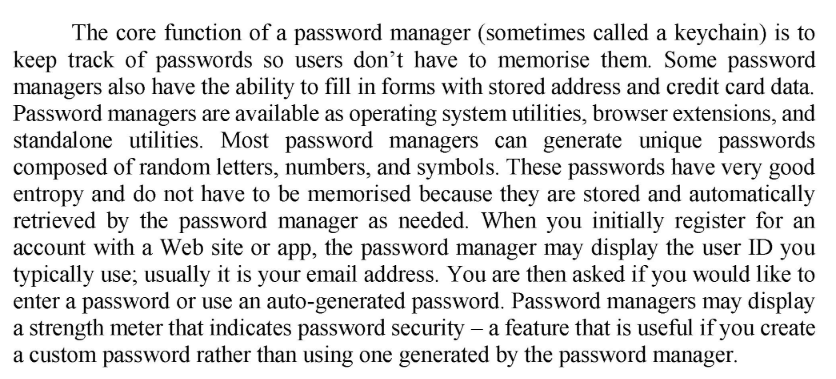 The core function of a password manager (sometimes called a keychain) is to
keep track of passwords so users don’t have to memorise them. Some password
managers also have the ability to fill in forms with stored address and credit card data.
Password managers are available as operating system utilities, browser extensions, and
standalone utilities. Most password managers can generate unique passwords
composed of random letters, numbers, and symbols. These passwords have very good
entropy and do not have to be memorised because they are stored and automatically
retrieved by the password manager as needed. When you initially register for an
account with a Web site or app, the password manager may display the user ID you
typically use; usually it is your email address. You are then asked if you would like to
enter a password or use an auto-generated password. Password managers may display
a strength meter that indicates password security – a feature that is useful if you create
a custom password rather than using one generated by the password manager.